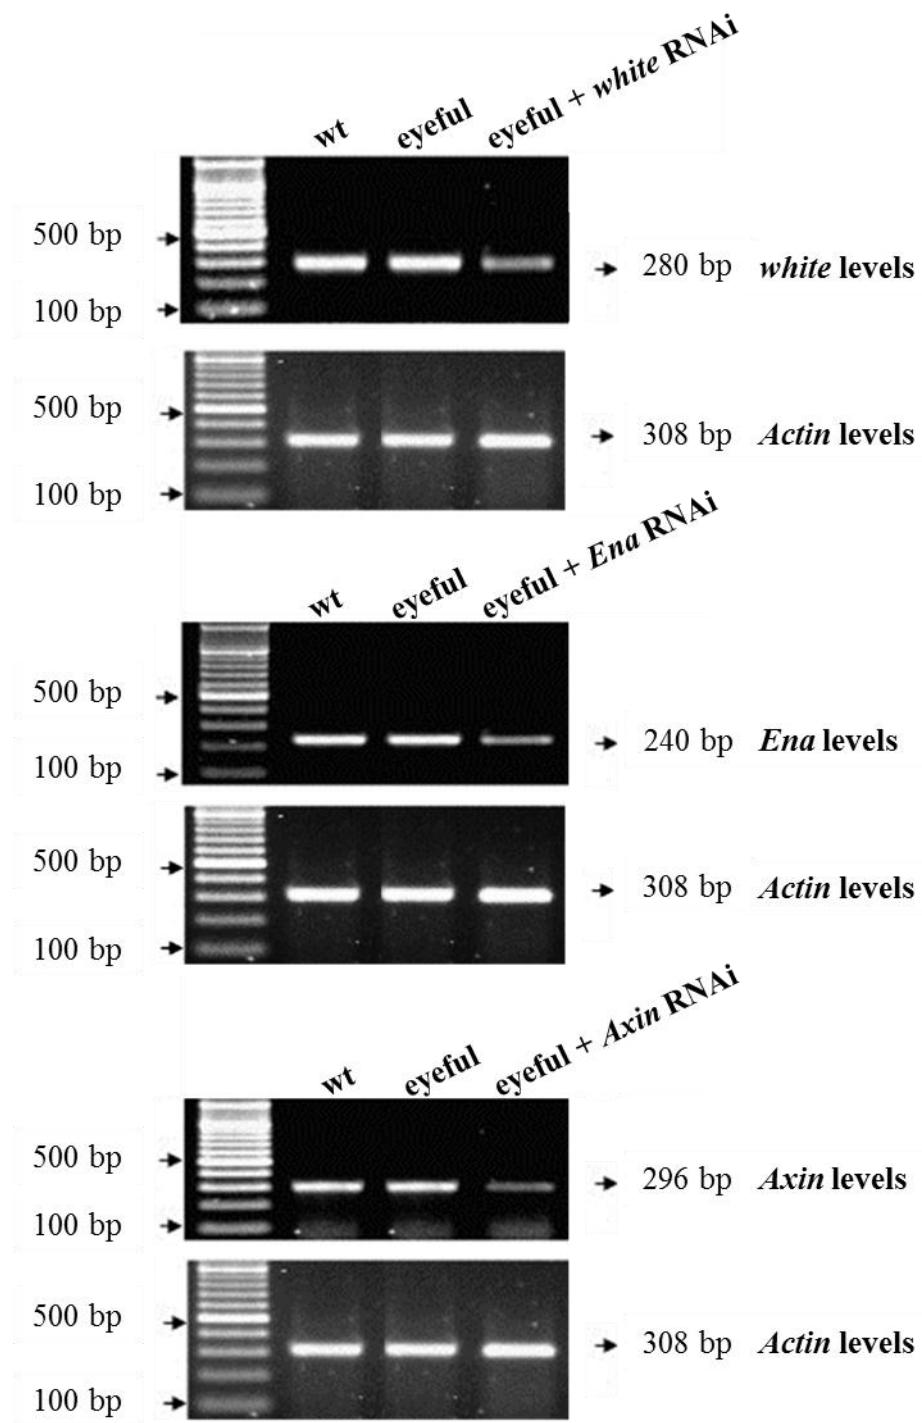 wt eyeful eyeful + white RNAi
500 bp
280 bp white levels
100 bp
500 bp
308 bp Actin levels
100 bp
wt eyeful eyeful + Ena RNAi
500 bp
240 bp Ena levels
100 bp
500 bp
308 bp Actin levels
100 bp
wt eyeful eyeful + Axin RNAi
500 bp
296 bp Axin levels
100 bp
500 bp
308 bp Actin levels
100 bp